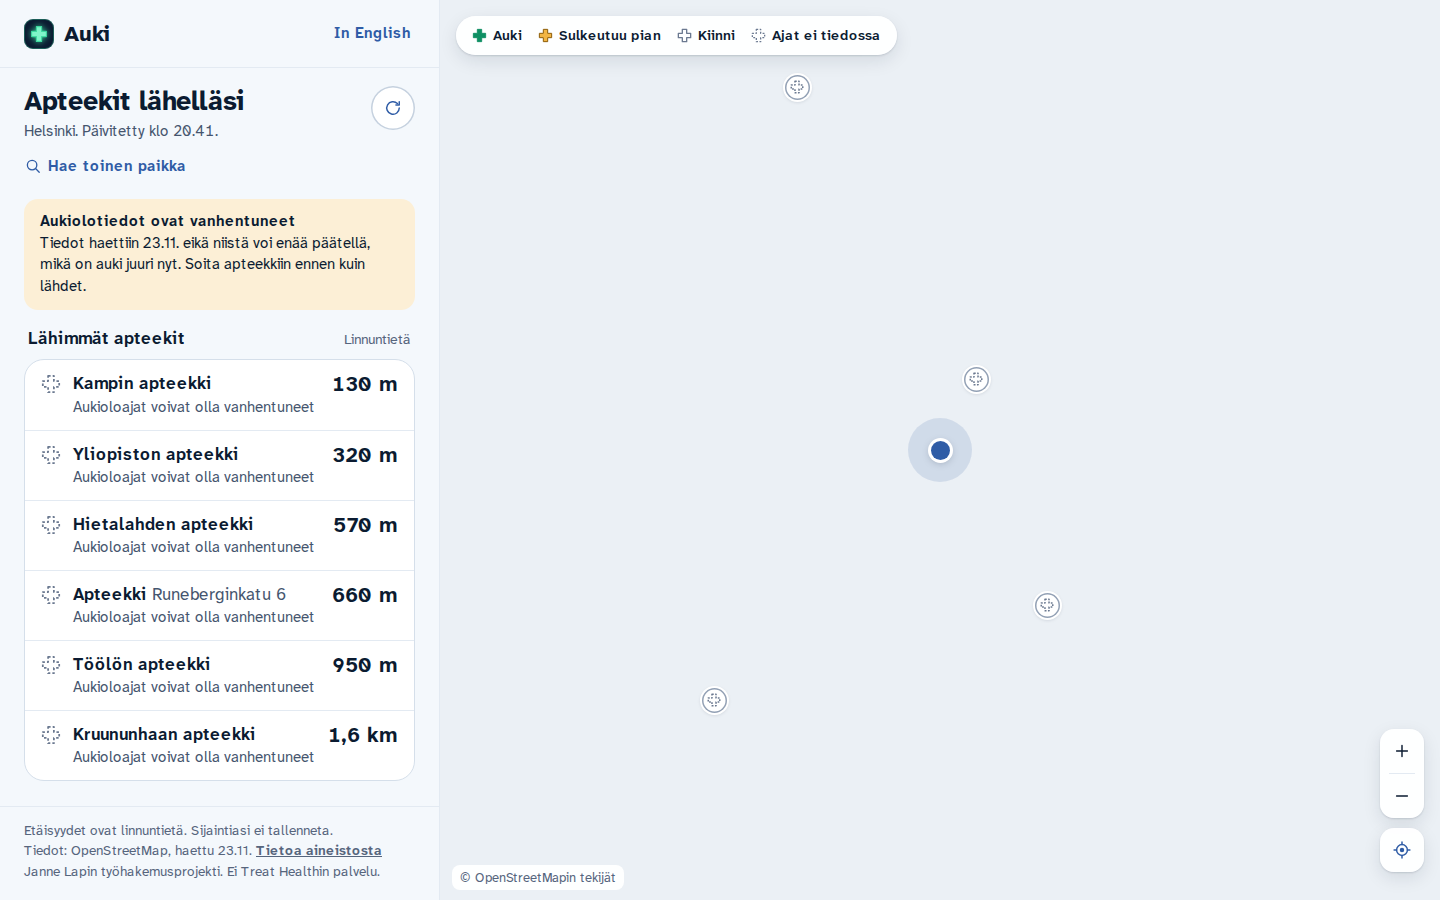 Auki
In English
Apteekit lähelläsi
Helsinki. Päivitetty klo 20.41.
Hae toinen paikka
Aukiolotiedot ovat vanhentuneet
Tiedot haettiin 23.11. eikä niistä voi enää päätellä,
mikä on auki juuri nyt. Soita apteekkiin ennen kuin
lähdet.
Lähimmät apteekit
Linnuntietä
Kampin apteekki
130 m
Aukioloajat voivat olla vanhentuneet
Yliopiston apteekki
320 m
Aukioloajat voivat olla vanhentuneet
Hietalahden apteekki
570 m
Aukioloajat voivat olla vanhentuneet
Apteekki Runeberginkatu 6
660 m
Aukioloajat voivat olla vanhentuneet
Töölön apteekki
950 m
Aukioloajat voivat olla vanhentuneet
Kruununhaan apteekki
1,6 km
Aukioloajat voivat olla vanhentuneet
Etäisyydet ovat linnuntietä. Sijaintiasi ei tallenneta.
Tiedot: OpenStreetMap, haettu 23.11. Tietoa aineistosta
Janne Lapin työhakemusprojekti. Ei Treat Healthin palvelu.
Auki
Sulkeutuu pian
Kiinni
Ajat ei tiedossa
© OpenStreetMapin tekijät